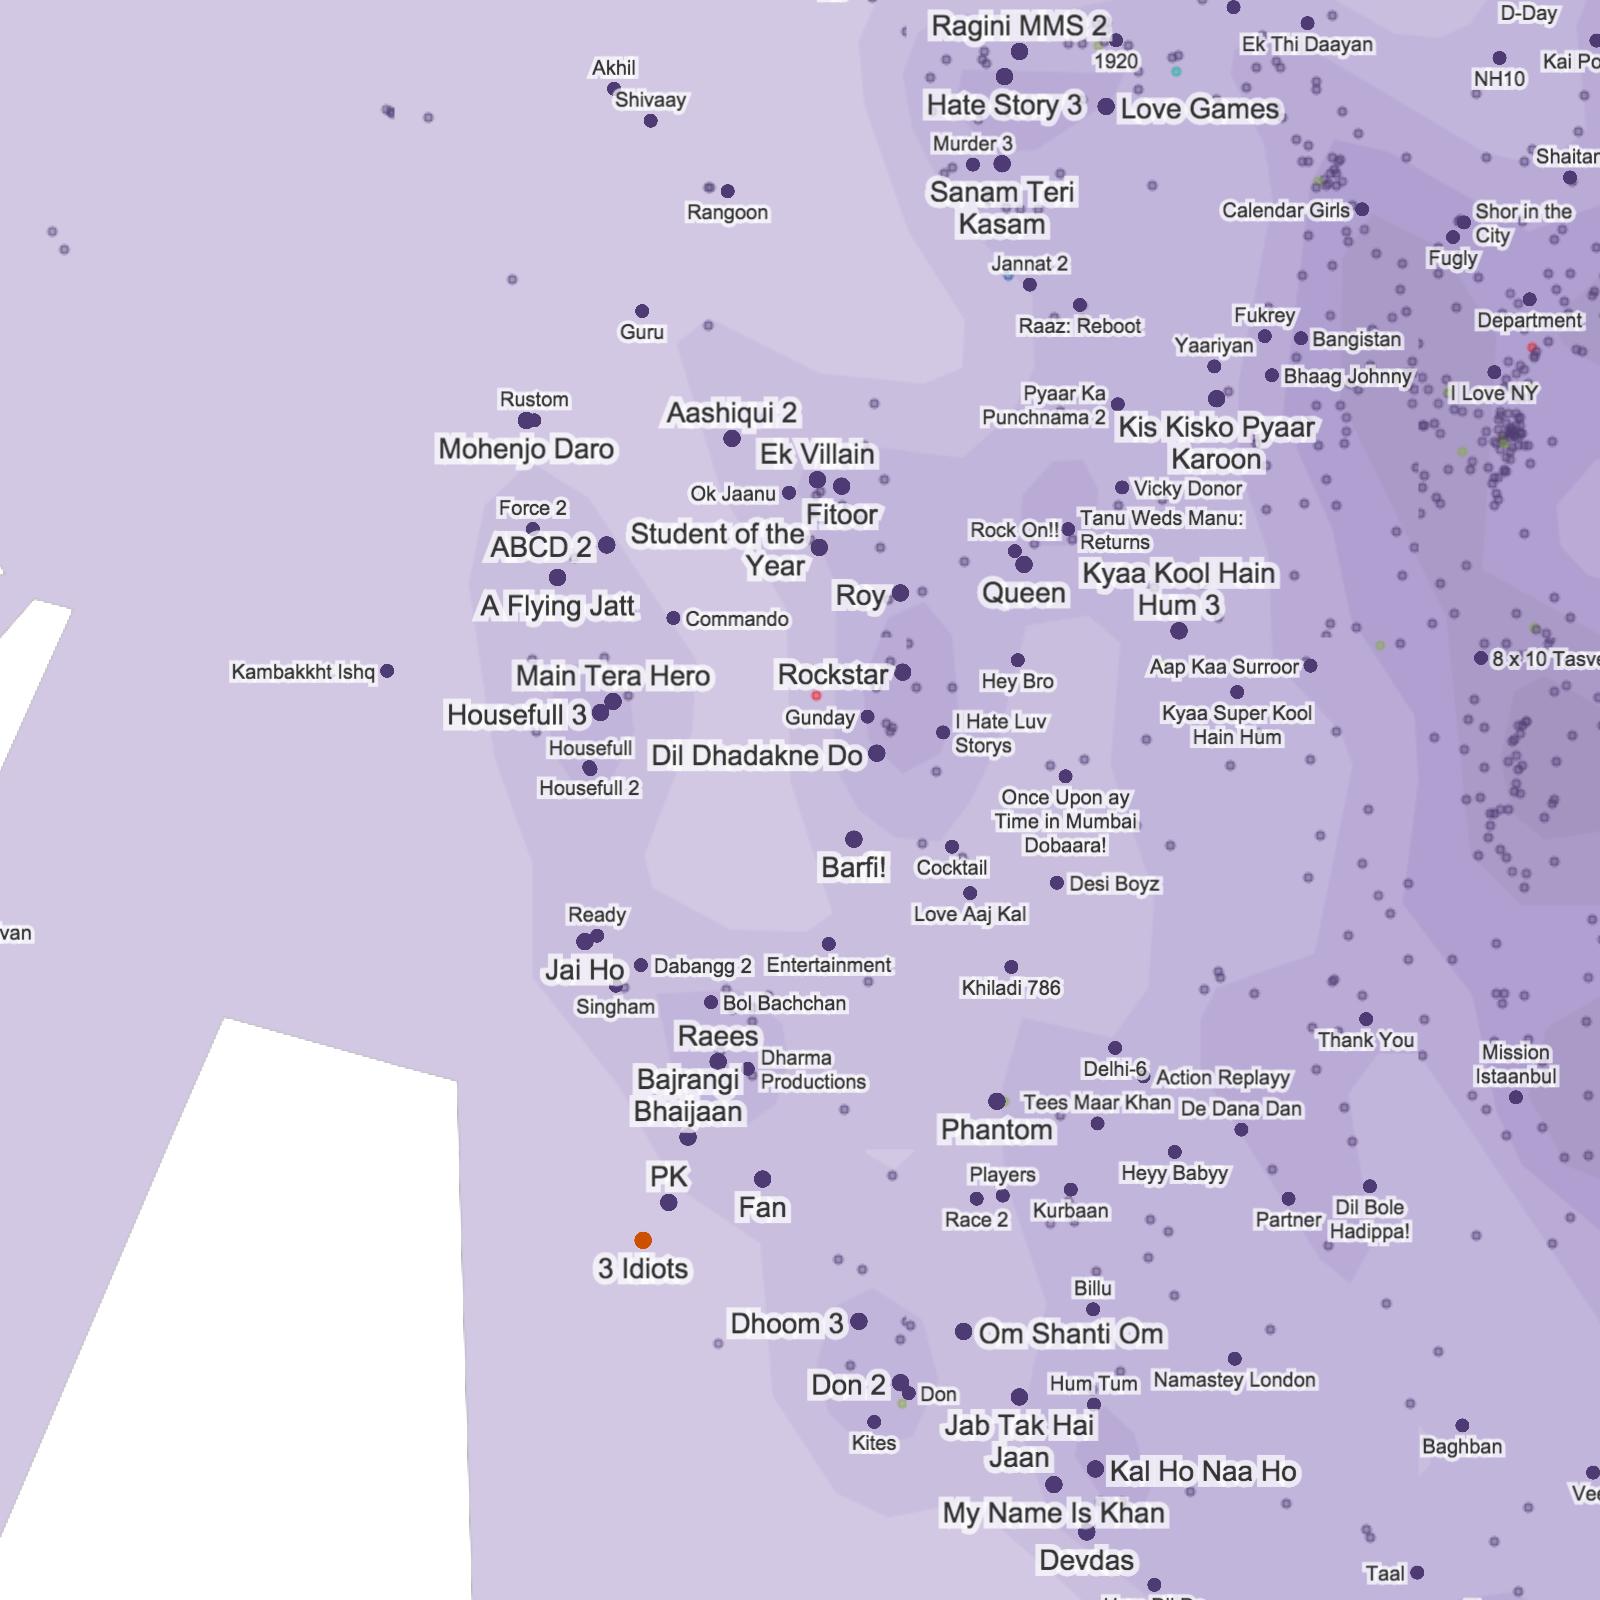 D-Day
Ragini MMS 2
Ek Thi Daayan
1920
Kai Po
NH10
Akhil
Shivaay
Hate Story 3
Love Games
Murder 3
Shaitan
Sanam Teri
Kasam
Rangoon
Calendar Girls
Shor in the
City
Fugly
Jannat 2
Raaz: Reboot
Guru
Fukrey
Department
Bangistan
Yaariyan
Bhaag Johnny
I Love NY
Rustom
Mohenjo Daro
Aashiqui 2
Pyaar Ka
Punchnama 2
Kis Kisko Pyaar
Karoon
Ek Villain
Ok Jaanu
Fitoor
Vicky Donor
Force 2
ABCD 2
Student of the
Year
Rock On!!
Tanu Weds Manu:
Returns
Queen
Kyaa Kool Hain
Hum 3
A Flying Jatt
Roy
Commando
Kambakkht Ishq
Main Tera Hero
Rockstar
Hey Bro
Aap Kaa Surroor
8 x 10 Tasve
Housefull 3
Gunday
I Hate Luv
Storys
Kyaa Super Kool
Hain Hum
Housefull
Dil Dhadakne Do
Housefull 2
Once Upon ay
Time in Mumbai
Dobaara!
Barfi!
Cocktail
Desi Boyz
Love Aaj Kal
Ready
van
Jai Ho
Dabangg 2
Entertainment
Khiladi 786
Singham
Bol Bachchan
Raees
Thank You
Dharma
Productions
Bajrangi
Bhaijaan
Delhi-6
Action Replayy
Mission
Istaanbul
Phantom
Tees Maar Khan
De Dana Dan
PK
Fan
Players
Heyy Babyy
Race 2
Kurbaan
Partner
Dil Bole
Hadippa!
3 Idiots
Billu
Dhoom 3
Om Shanti Om
Don 2
Don
Hum Tum
Namastey London
Kites
Jab Tak Hai
Jaan
Baghban
Kal Ho Naa Ho
Vee
My Name Is Khan
Devdas
Taal